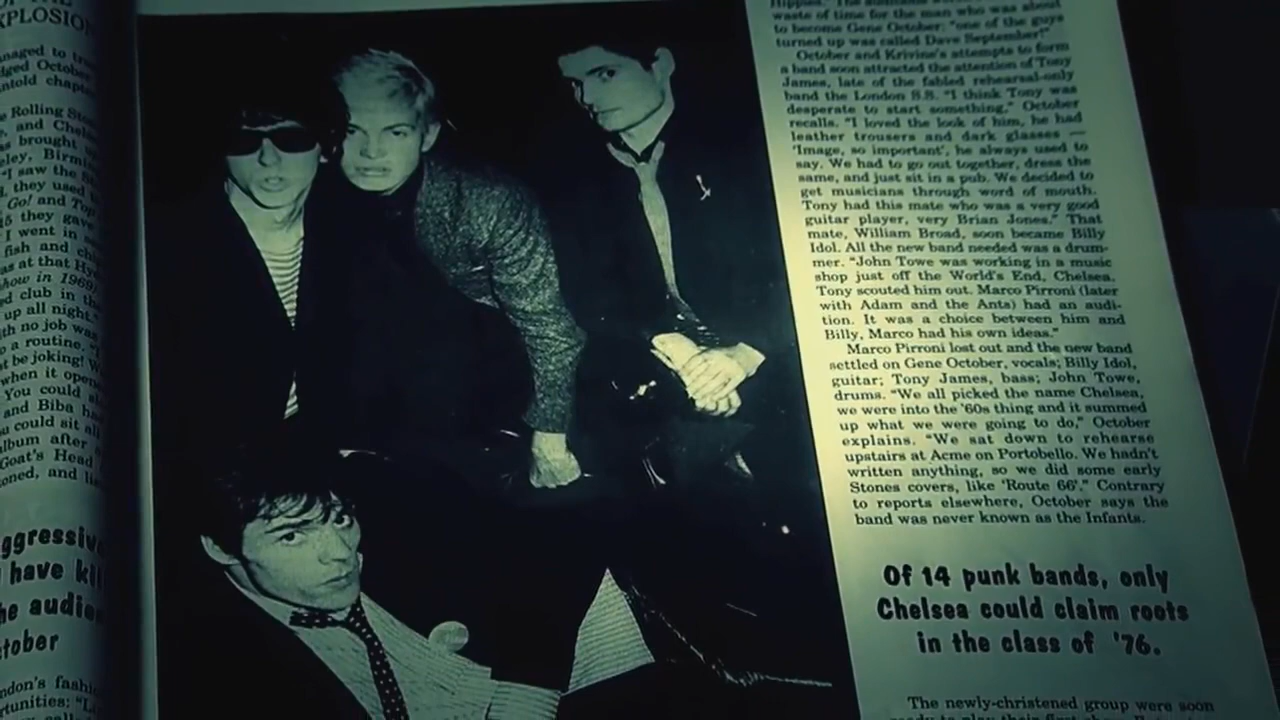 XPLOSION
managed to
October
untold
Rolling
and
brought
"I saw the
they used
Go! and Top
they gave
I went in
fish and
as at that
show in 1969)
club in the
up all night."
with no job was
a routine.
be joking!
when it
You could
and Biba
could sit all
album after
Goat's Head
and
have
he
tober
ndon's
"L
Hippies."
waste of time for the man who was about
to become Gene October: "one of the guys
turned up was called Dave September!"
October and Krivine's attempts to form
a band soon attracted the attention of Tony
James, late of the fabled rehearsal-only
band the London S.S. "I think Tony was
desperate to start something," October
recalls. "I loved the look of him, he had
leather trousers and dark glasses —
'Image, so important', he always used to
say. We had to go out together, dress the
same, and just sit in a pub. We decided to
get musicians through word of mouth.
Tony had this mate who was a very good
guitar player, very Brian Jones." That
mate, William Broad, soon became Billy
Idol. All the new band needed was a drum-
mer. "John Towe was working in a music
shop just off the World's End, Chelsea.
Tony scouted him out. Marco Pirroni (later
with Adam and the Ants) had an audi-
tion. It was a choice between him and
Billy, Marco had his own ideas."
Marco Pirroni lost out and the new band
settled on Gene October, vocals; Billy Idol,
guitar; Tony James, bass; John Towe,
drums. "We all picked the name Chelsea,
we were into the '60s thing and it summed
up what we were going to do," October
explains. "We sat down to rehearse
upstairs at Acme on Portobello. We hadn't
written anything, so we did some early
Stones covers, like 'Route 66'." Contrary
to reports elsewhere, October says the
band was never known as the Infants.
Of 14 punk bands, only
Chelsea could claim roots
in the class of '76.
The newly-christened group were soon